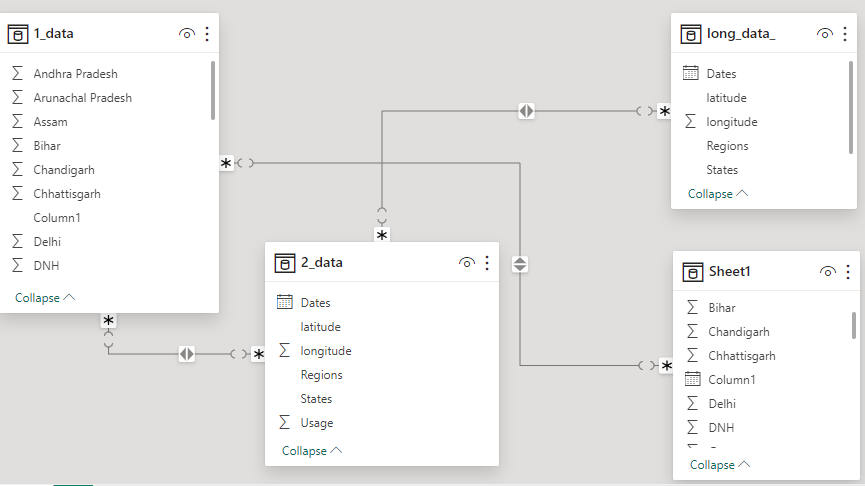 1_data
Andhra Pradesh
Arunachal Pradesh
Assam
Bihar
Chandigarh
Chhattisgarh
Column1
Delhi
DNH
Collapse
2_data
Dates
latitude
longitude
Regions
States
Usage
Collapse
long_data_
Dates
latitude
longitude
Regions
States
Collapse
Sheet1
Bihar
Chandigarh
Chhattisgarh
Column1
Delhi
DNH
Collapse